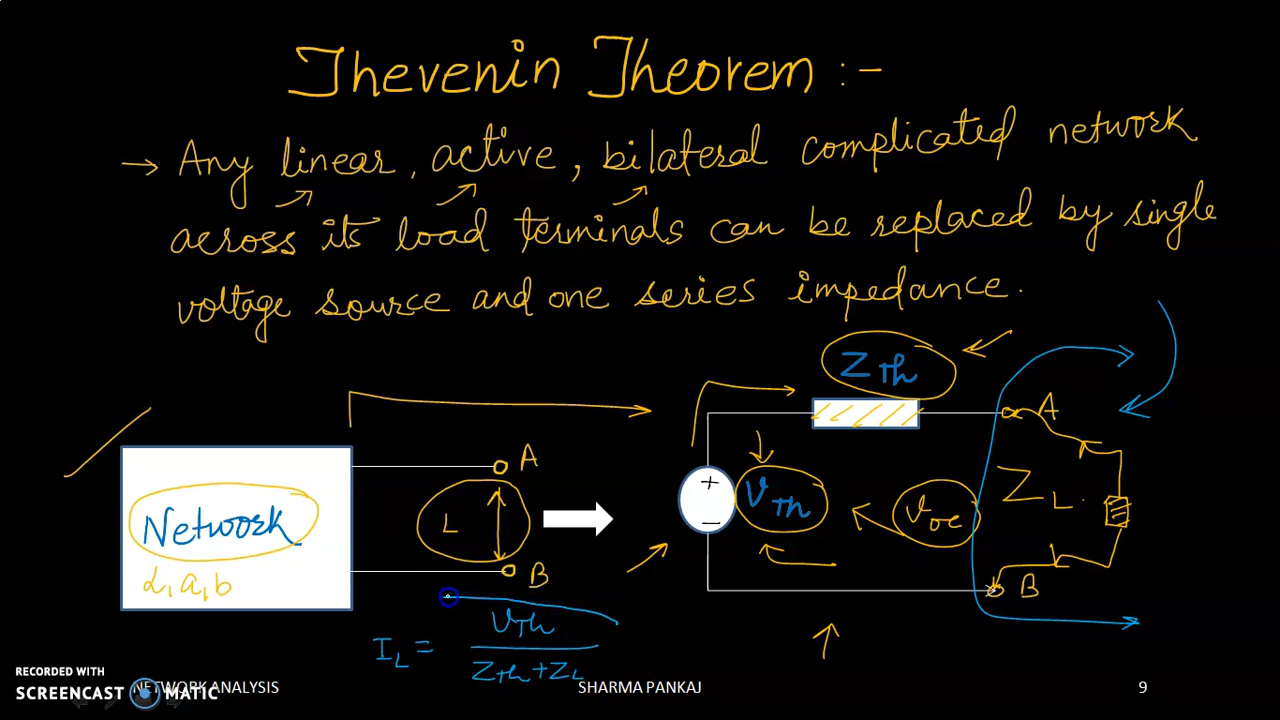 Thevenin Theorem :-
→ Any linear, active, bilateral complicated network
across its load terminals can be replaced by single
voltage source and one series impedance.
Zth
A
A
Network
L
+
-
VTh
Voc
ZL
L, a, b
B
B
IL = VTh
Zth + ZL
RECORDED WITH
SCREENCAST MATIC
NETWORK ANALYSIS
SHARMA PANKAJ
9